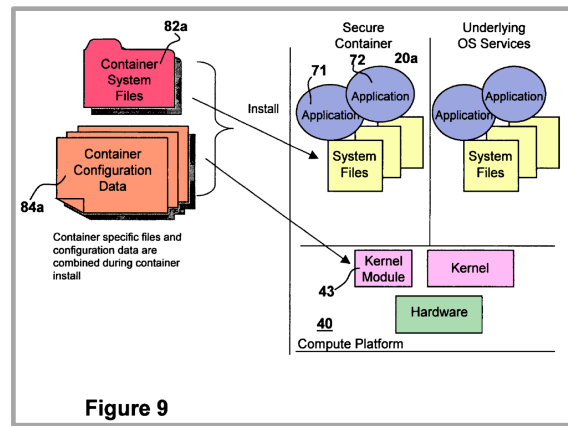 82a
Container
System
Files
Container
Configuration
Data
84a
Container specific files and
configuration data are
combined during container
install
Install
Secure
Container
Underlying
OS Services
71
72
20a
Application
Application
System
Files
Application
Application
System
Files
Kernel
Module
Kernel
43
Hardware
40
Compute Platform
Figure 9